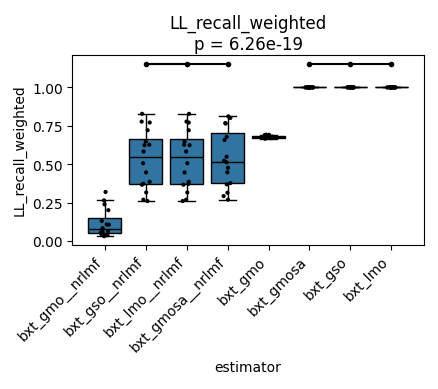 LL_recall_weighted
p = 6.26e-19
LL_recall_weighted
1.00
0.75
0.50
0.25
0.00
bxt_gmo__nrlmf
bxt_gso__nrlmf
bxt_lmo__nrlmf
bxt_gmosa__nrlmf
bxt_gmo
bxt_gmosa
bxt_gso
bxt_lmo
estimator